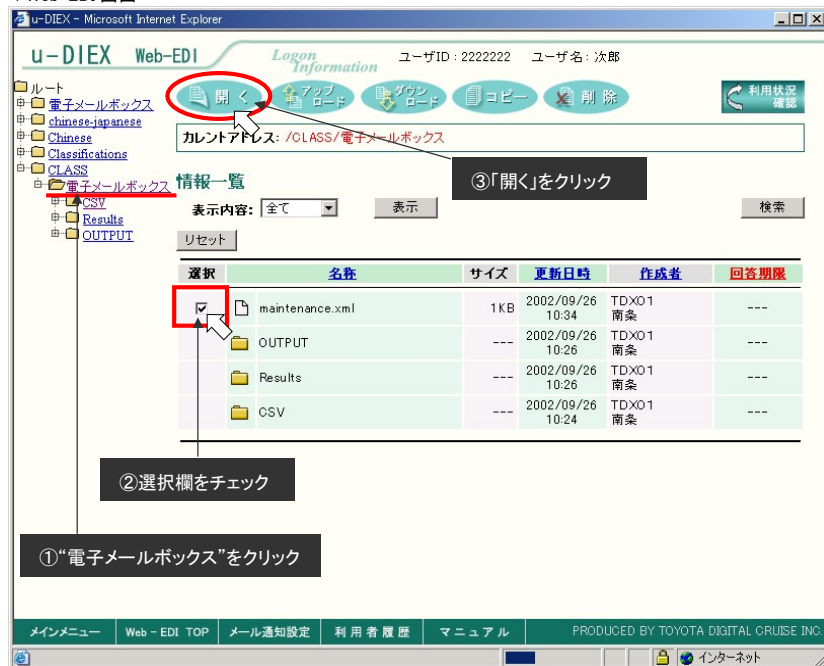 u-DIEX - Microsoft Internet Explorer
u-DIEX Web-EDI
Logon Information
ユーザID：2222222 ユーザ名：次郎
開く アップロード ダウンロード コピー 削除 利用状況確認
カレントアドレス: /CLASS/電子メールボックス
ルート
電子メールボックス
chinese-japanese
Chinese
Classifications
CLASS
電子メールボックス
CSV
Results
OUTPUT
③「開く」をクリック
情報一覧
表示内容: 全て 表示 検索
リセット
選択 名称 サイズ 更新日時 作成者 回答期限
maintenance.xml 1KB 2002/09/26 10:34 TDX01 南条 ---
OUTPUT --- 2002/09/26 10:26 TDX01 南条 ---
Results --- 2002/09/26 10:26 TDX01 南条 ---
CSV --- 2002/09/26 10:24 TDX01 南条 ---
②選択欄をチェック
①“電子メールボックス”をクリック
メインメニュー Web－EDI TOP メール通知設定 利用者履歴 マニュアル PRODUCED BY TOYOTA DIGITAL CRUISE INC.
インターネット